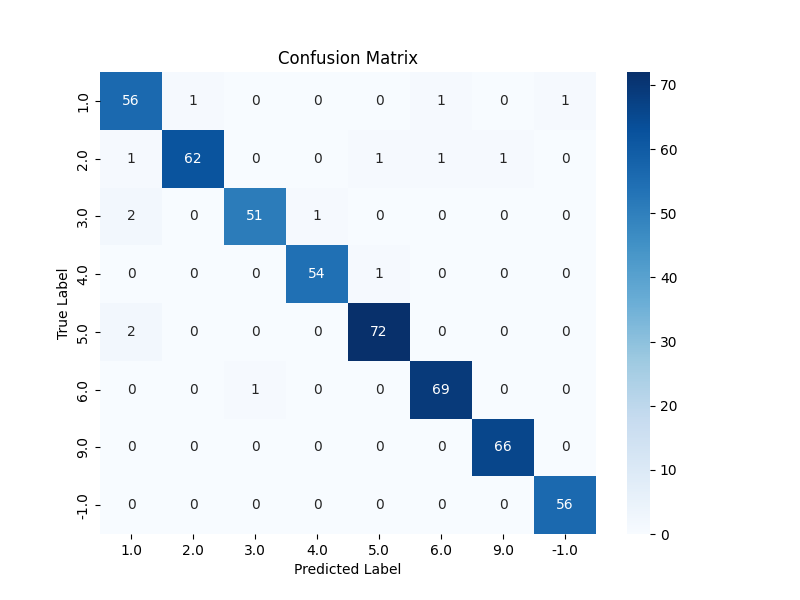 Confusion Matrix
True Label
1.0 56 1 0 0 0 1 0 1
2.0 1 62 0 0 1 1 1 0
3.0 2 0 51 1 0 0 0 0
4.0 0 0 0 54 1 0 0 0
5.0 2 0 0 0 72 0 0 0
6.0 0 0 1 0 0 69 0 0
9.0 0 0 0 0 0 0 66 0
-1.0 0 0 0 0 0 0 0 56
1.0 2.0 3.0 4.0 5.0 6.0 9.0 -1.0
Predicted Label
70
60
50
40
30
20
10
0